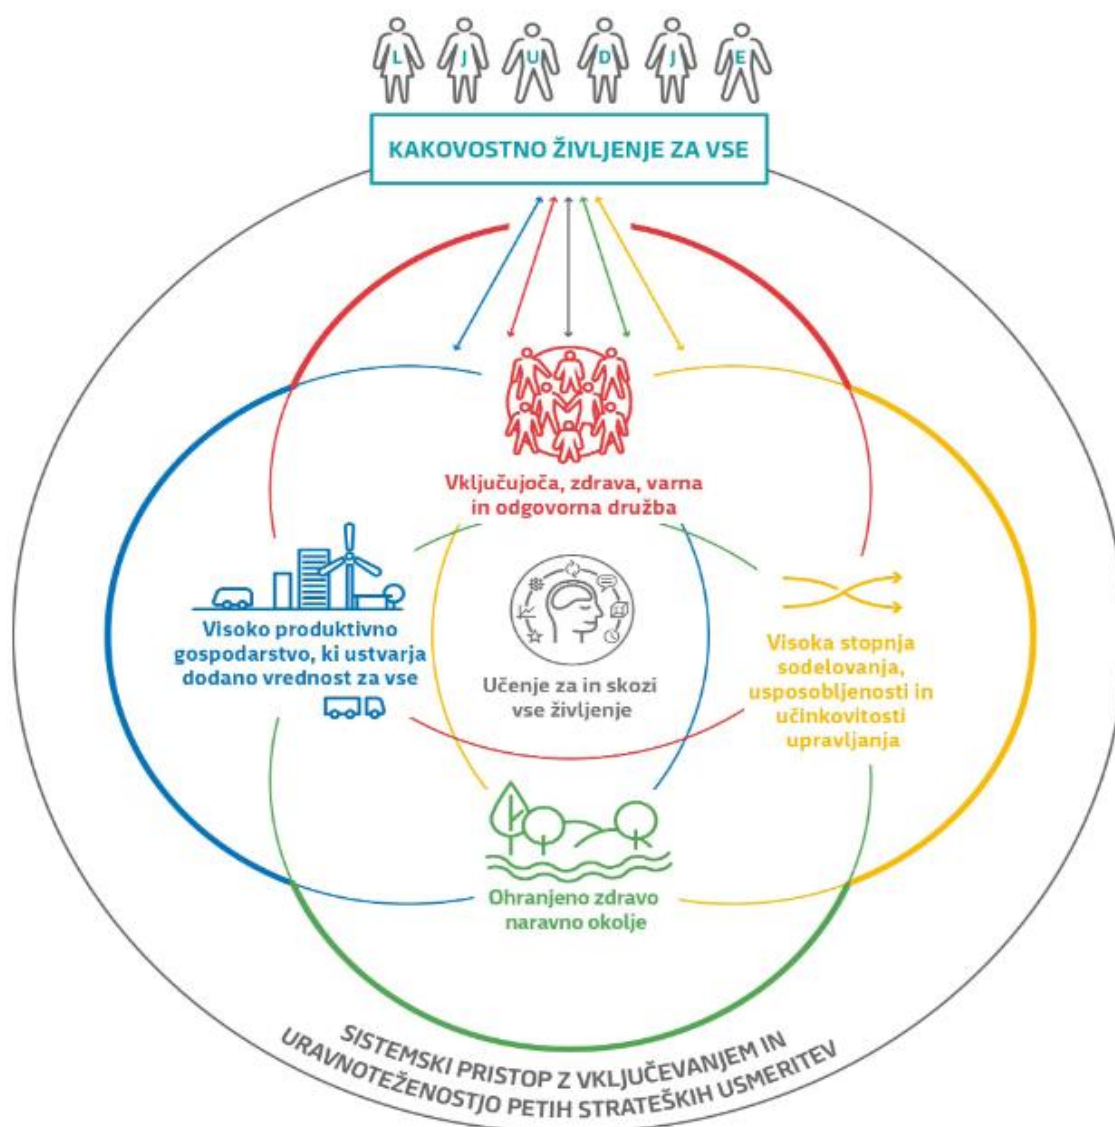 L J U D J E
KAKOVOSTNO ŽIVLJENJE ZA VSE
Vključujoča, zdrava, varna
in odgovorna družba
Visoko produktivno
gospodarstvo, ki ustvarja
dodano vrednost za vse
Učenje za in skozi
vse življenje
Visoka stopnja
sodelovanja,
usposobljenosti in
učinkovitosti
upravljanja
Ohranjeno zdravo
naravno okolje
SISTEMSKI PRISTOP Z VKLJUČEVANJEM IN
URAVNOTEŽENOSTJO PETIH STRATEŠKIH USMERITEV